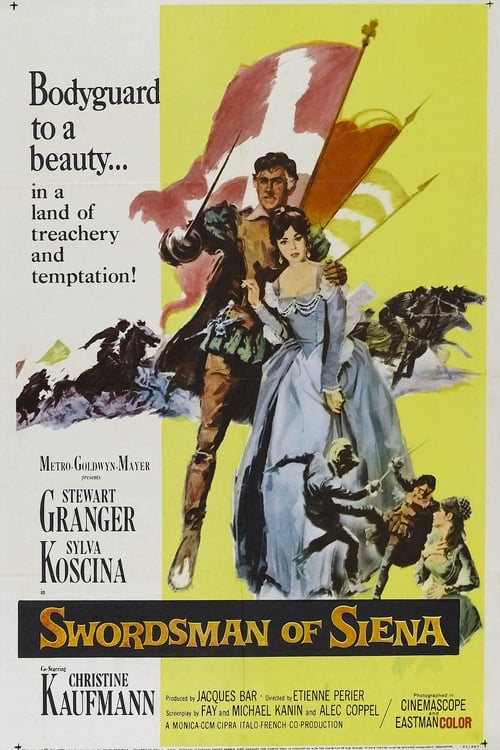 Bodyguard
to a
beauty...
in a
land of
treachery
and
temptation!
METRO-GOLDWYN-MAYER
presents
STEWART
GRANGER
SYLVA
KOSCINA
in
SWORDSMAN OF SIENA
Co-Starring
CHRISTINE
KAUFMANN
Produced by JACQUES BAR · Directed by ETIENNE PERIER
Screenplay by FAY and MICHAEL KANIN and ALEC COPPEL
A MONICA-CCM-CIPRA ITALO-FRENCH CO-PRODUCTION
Photographed in
CINEMASCOPE
and
EASTMANCOLOR